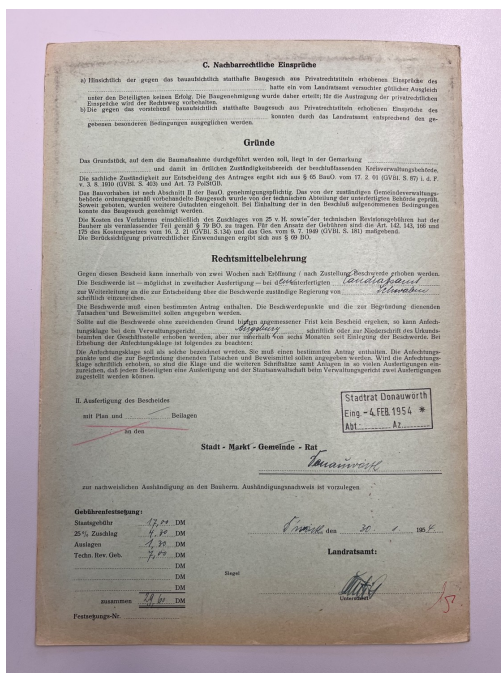 C. Nachbarrechtliche Einsprüche
a) Hinsichtlich der gegen das bauaufsichtlich statthafte Baugesuch aus Privatrechtstiteln erhobenen Einsprüche des
hatte ein vom Landratsamt versuchter gütlicher Ausgleich
unter den Beteiligten keinen Erfolg. Die Baugenehmigung wurde daher erteilt; für die Austragung der privatrechtlichen
Einsprüche wird der Rechtsweg vorbehalten.
b) Die gegen das vorstehend bauaufsichtlich statthafte Baugesuch aus Privatrechtstiteln erhobenen Einsprüche des
konnten durch das Landratsamt entsprechend den ge-
gebenen besonderen Bedingungen ausgeglichen werden.
Gründe
Das Grundstück, auf dem die Baumaßnahme durchgeführt werden soll, liegt in der Gemarkung
und damit im örtlichen Zuständigkeitsbereich der beschlußfassenden Kreisverwaltungsbehörde.
Die sachliche Zuständigkeit zur Entscheidung des Antrages ergibt sich aus § 65 BauO. vom 17. 2. 01 (GVBl. S. 87) i. d. F.
v. 3. 8. 1910 (GVBl. S. 403) und Art. 73 PolStGB.
Das Bauvorhaben ist nach Abschnitt II der BauO. genehmigungspflichtig. Das von der zuständigen Gemeindeverwaltungs-
behörde ordnungsgemäß vorbehandelte Baugesuch wurde von der technischen Abteilung der unterfertigten Behörde geprüft.
Soweit geboten, wurden weitere Gutachten eingeholt. Bei Einhaltung der in den Beschluß aufgenommenen Bedingungen
konnte das Baugesuch genehmigt werden.
Die Kosten des Verfahrens einschließlich des Zuschlages von 25 v. H. sowie der technischen Revisionsgebühren hat der
Bauherr als veranlassender Teil gemäß § 79 BO. zu tragen. Für den Ansatz der Gebühren sind die Art. 142, 143, 166 und
175 des Kostengesetzes vom 16. 2. 21 (GVBl. S.134) und das Ges. vom 9. 7. 1949 (GVBl. S. 181) maßgebend.
Die Berücksichtigung privatrechtlicher Einwendungen ergibt sich aus § 69 BO.
Rechtsmittelbelehrung
Gegen diesen Bescheid kann innerhalb von zwei Wochen nach Eröffnung / nach Zustellung Beschwerde erhoben werden.
Die Beschwerde ist — möglichst in zweifacher Ausfertigung — bei dem unterfertigten Landratsamt
zur Weiterleitung an die zur Entscheidung über die Beschwerde zuständige Regierung von Schwaben
schriftlich einzureichen.
Die Beschwerde muß einen bestimmten Antrag enthalten. Die Beschwerdepunkte und die zur Begründung dienenden
Tatsachen und Beweismittel sollen angegeben werden.
Sollte auf die Beschwerde ohne zureichenden Grund binnen angemessener Frist kein Bescheid ergehen, so kann Anfech-
tungsklage bei dem Verwaltungsgericht Augsburg schriftlich oder zur Niederschrift des Urkunds-
beamten der Geschäftsstelle erhoben werden, aber nur innerhalb von sechs Monaten seit Einlegung der Beschwerde. Bei
Erhebung der Anfechtungsklage ist folgendes zu beachten:
Die Anfechtungsklage soll als solche bezeichnet werden. Sie muß einen bestimmten Antrag enthalten. Die Anfechtungs-
punkte und die zur Begründung dienenden Tatsachen und Beweismittel sollen angegeben werden. Wird die Anfechtungs-
klage schriftlich erhoben, so sind die Klage und der weiteren Schriftsätze samt Anlagen in so vielen Ausfertigungen ein-
zureichen, daß jedem Beteiligten eine Ausfertigung und der Staatsanwaltschaft beim Verwaltungsgericht zwei Ausfertigungen
zugestellt werden können.
II. Ausfertigung des Bescheides
mit Plan und Beilagen
an den
Stadtrat Donauwörth
Eing. - 4. FEB. 1954 *
Abt. Az.
Stadt - Markt - Gemeinde - Rat
Donauwörth
zur nachweislichen Aushändigung an den Bauherrn. Aushändigungsnachweis ist vorzulegen.
Gebührenfestsetzung:
Staatsgebühr 17,00 DM
25% Zuschlag 4,30 DM
Auslagen 1,30 DM
Techn. Rev. Geb. 7,00 DM
DM
DM
DM
zusammen 29,60 DM
Festsetzungs-Nr.
den 30 1 1954.
Landratsamt:
Siegel
Unterschrift